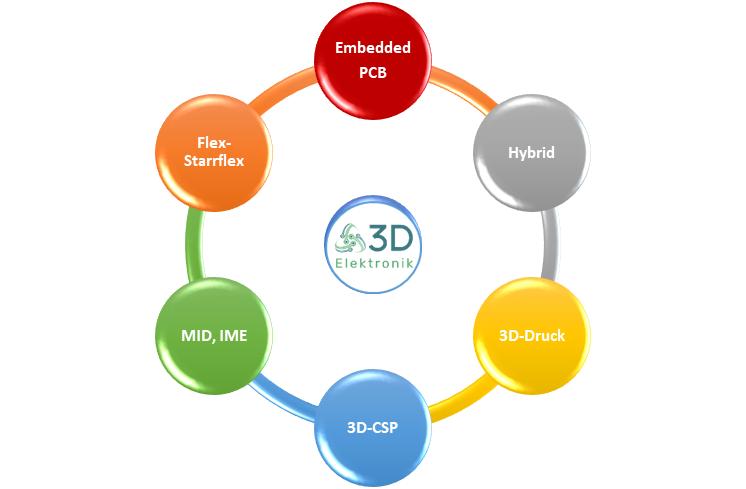 Embedded
PCB
Flex-
Starrflex
Hybrid
3D
Elektronik
MID, IME
3D-Druck
3D-CSP